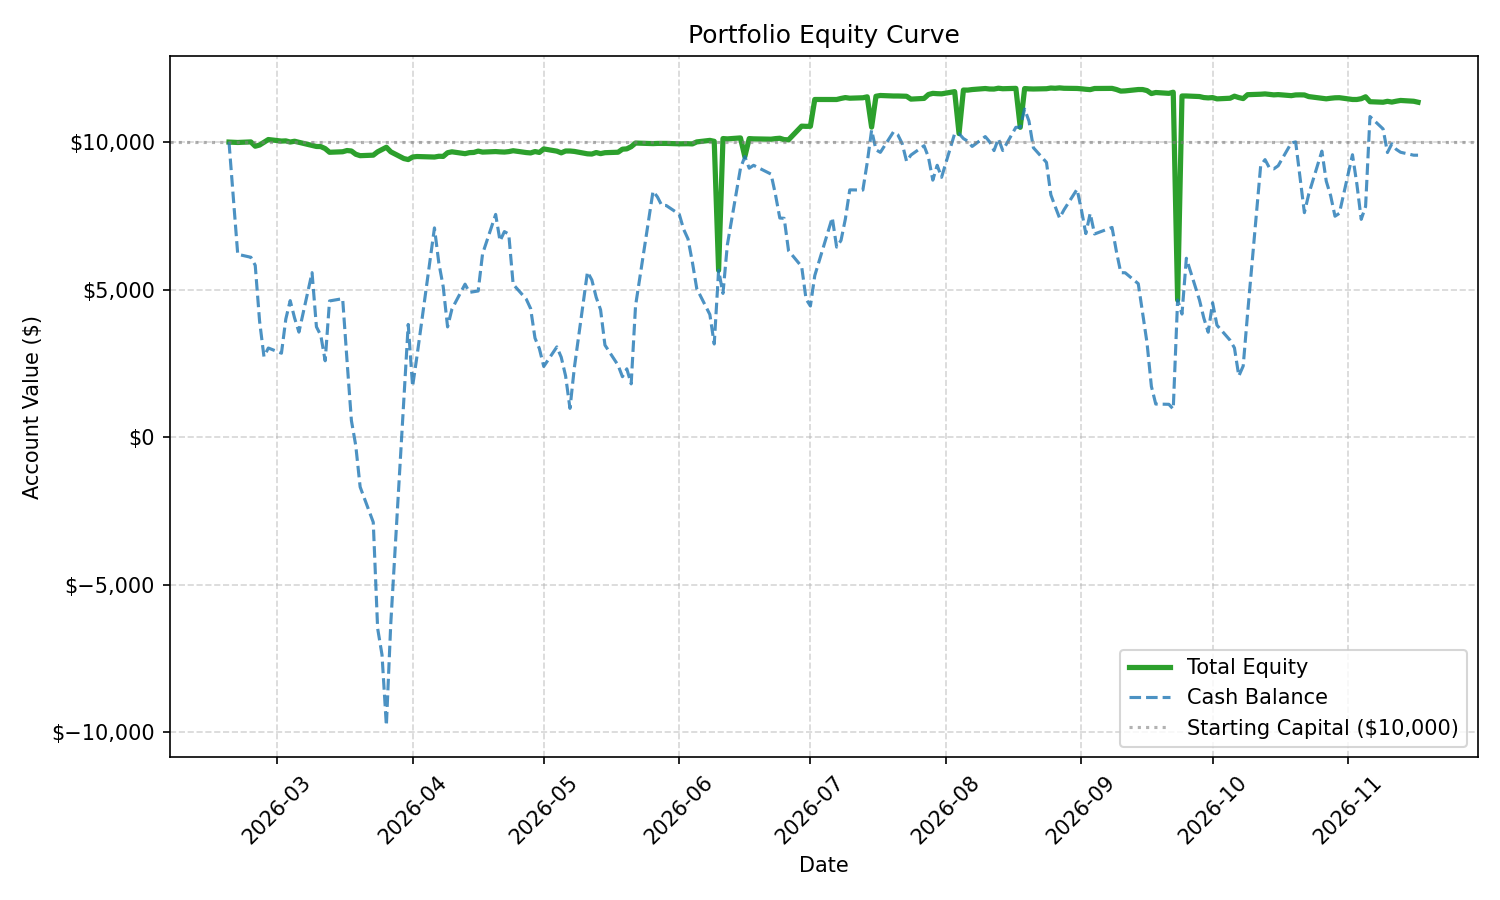 Portfolio Equity Curve
Account Value ($)
$10,000
$5,000
$0
$−5,000
$−10,000
Total Equity
Cash Balance
Starting Capital ($10,000)
2026-03
2026-04
2026-05
2026-06
2026-07
2026-08
2026-09
2026-10
2026-11
Date